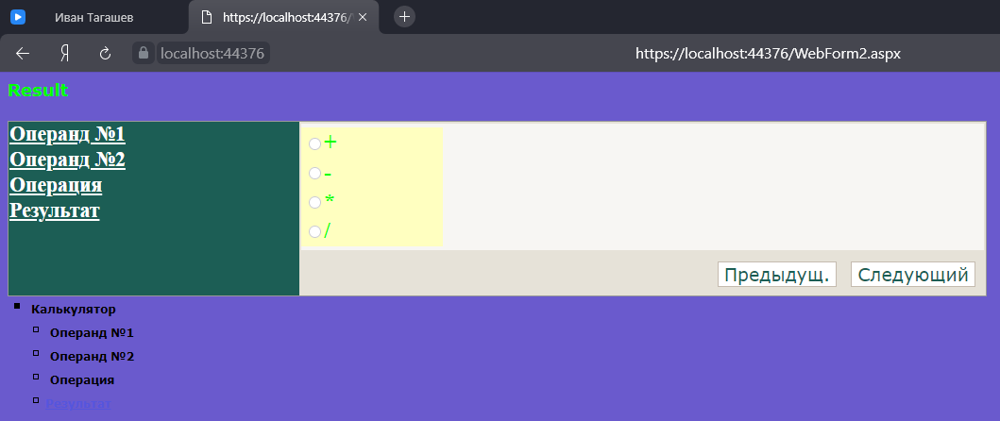 Иван Тагашев
https://localhost:44376/
Я
localhost:44376
https://localhost:44376/WebForm2.aspx
Result
Операнд №1
Операнд №2
Операция
Результат
+
-
*
/
Предыдущ.
Следующий
Калькулятор
Операнд №1
Операнд №2
Операция
Результат